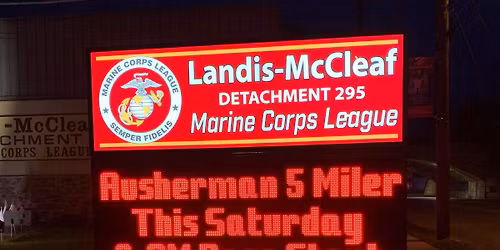 MARINE CORPS LEAGUE
SEMPER FIDELIS
Landis-McCleaf
DETACHMENT 295
Marine Corps League
-McCleaf
CHMENT
CORPS LEAGUE
Ausherman 5 Miler
This Saturday